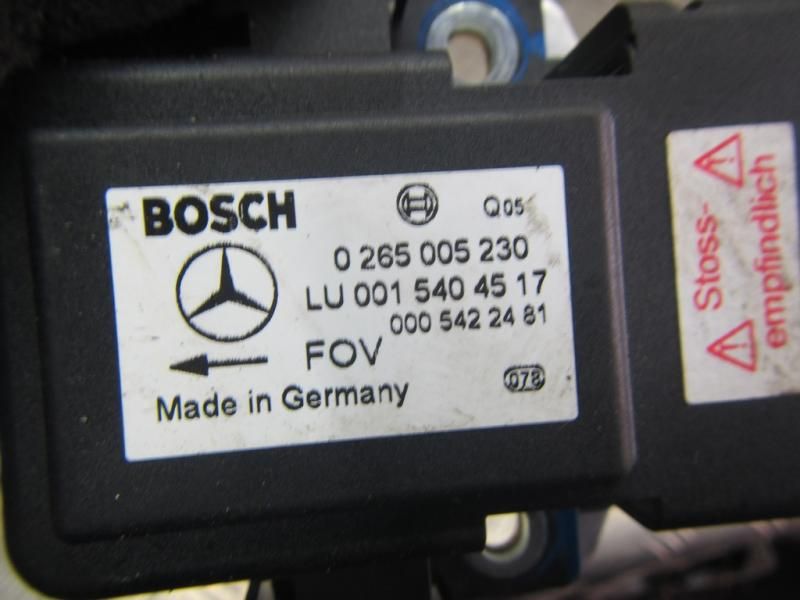 BOSCH
Q05
0 265 005 230
LU 001 540 45 17
000 542 24 81
FOV
078
Made in Germany
Stoss-
empfindlich